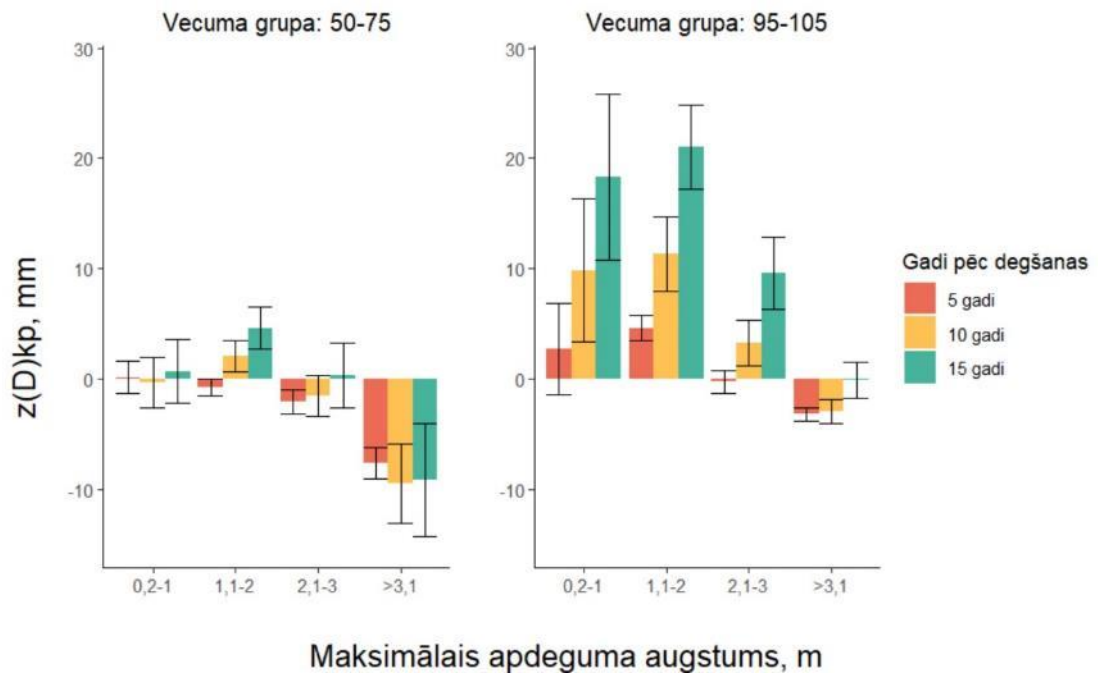 Vecuma grupa: 50-75
Vecuma grupa: 95-105
z(D)kp, mm
30
20
10
0
-10
0,2-1
1,1-2
2,1-3
>3,1
30
20
10
0
-10
0,2-1
1,1-2
2,1-3
>3,1
Gadi pēc degšanas
5 gadi
10 gadi
15 gadi
Maksimālais apdeguma augstums, m